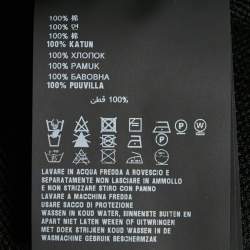 100% 棉
100% 면
100% 綿
100% KATUN
100% ХЛОПОК
100% PAMUK
100% БАВОВНА
100% PUUVILLA
100% قطن
P W
LAVARE IN ACQUA FREDDA A ROVESCIO E
SEPARATAMENTE NON LASCIARE IN AMMOLLO
E NON STRIZZARE STIRO CON PANNO
LAVARE IN MACCHINA FREDDA
USARE SACCO DI PROTEZIONE
WASSEN IN KOUD WATER, BINNENSTE BUITEN EN
APART. NIET LATEN WEKEN OF UITWRINGEN
MET DOEK STRIJKEN KOUD WASSEN IN DE
WASMACHINE GEBRUIK BESCHERMZAK